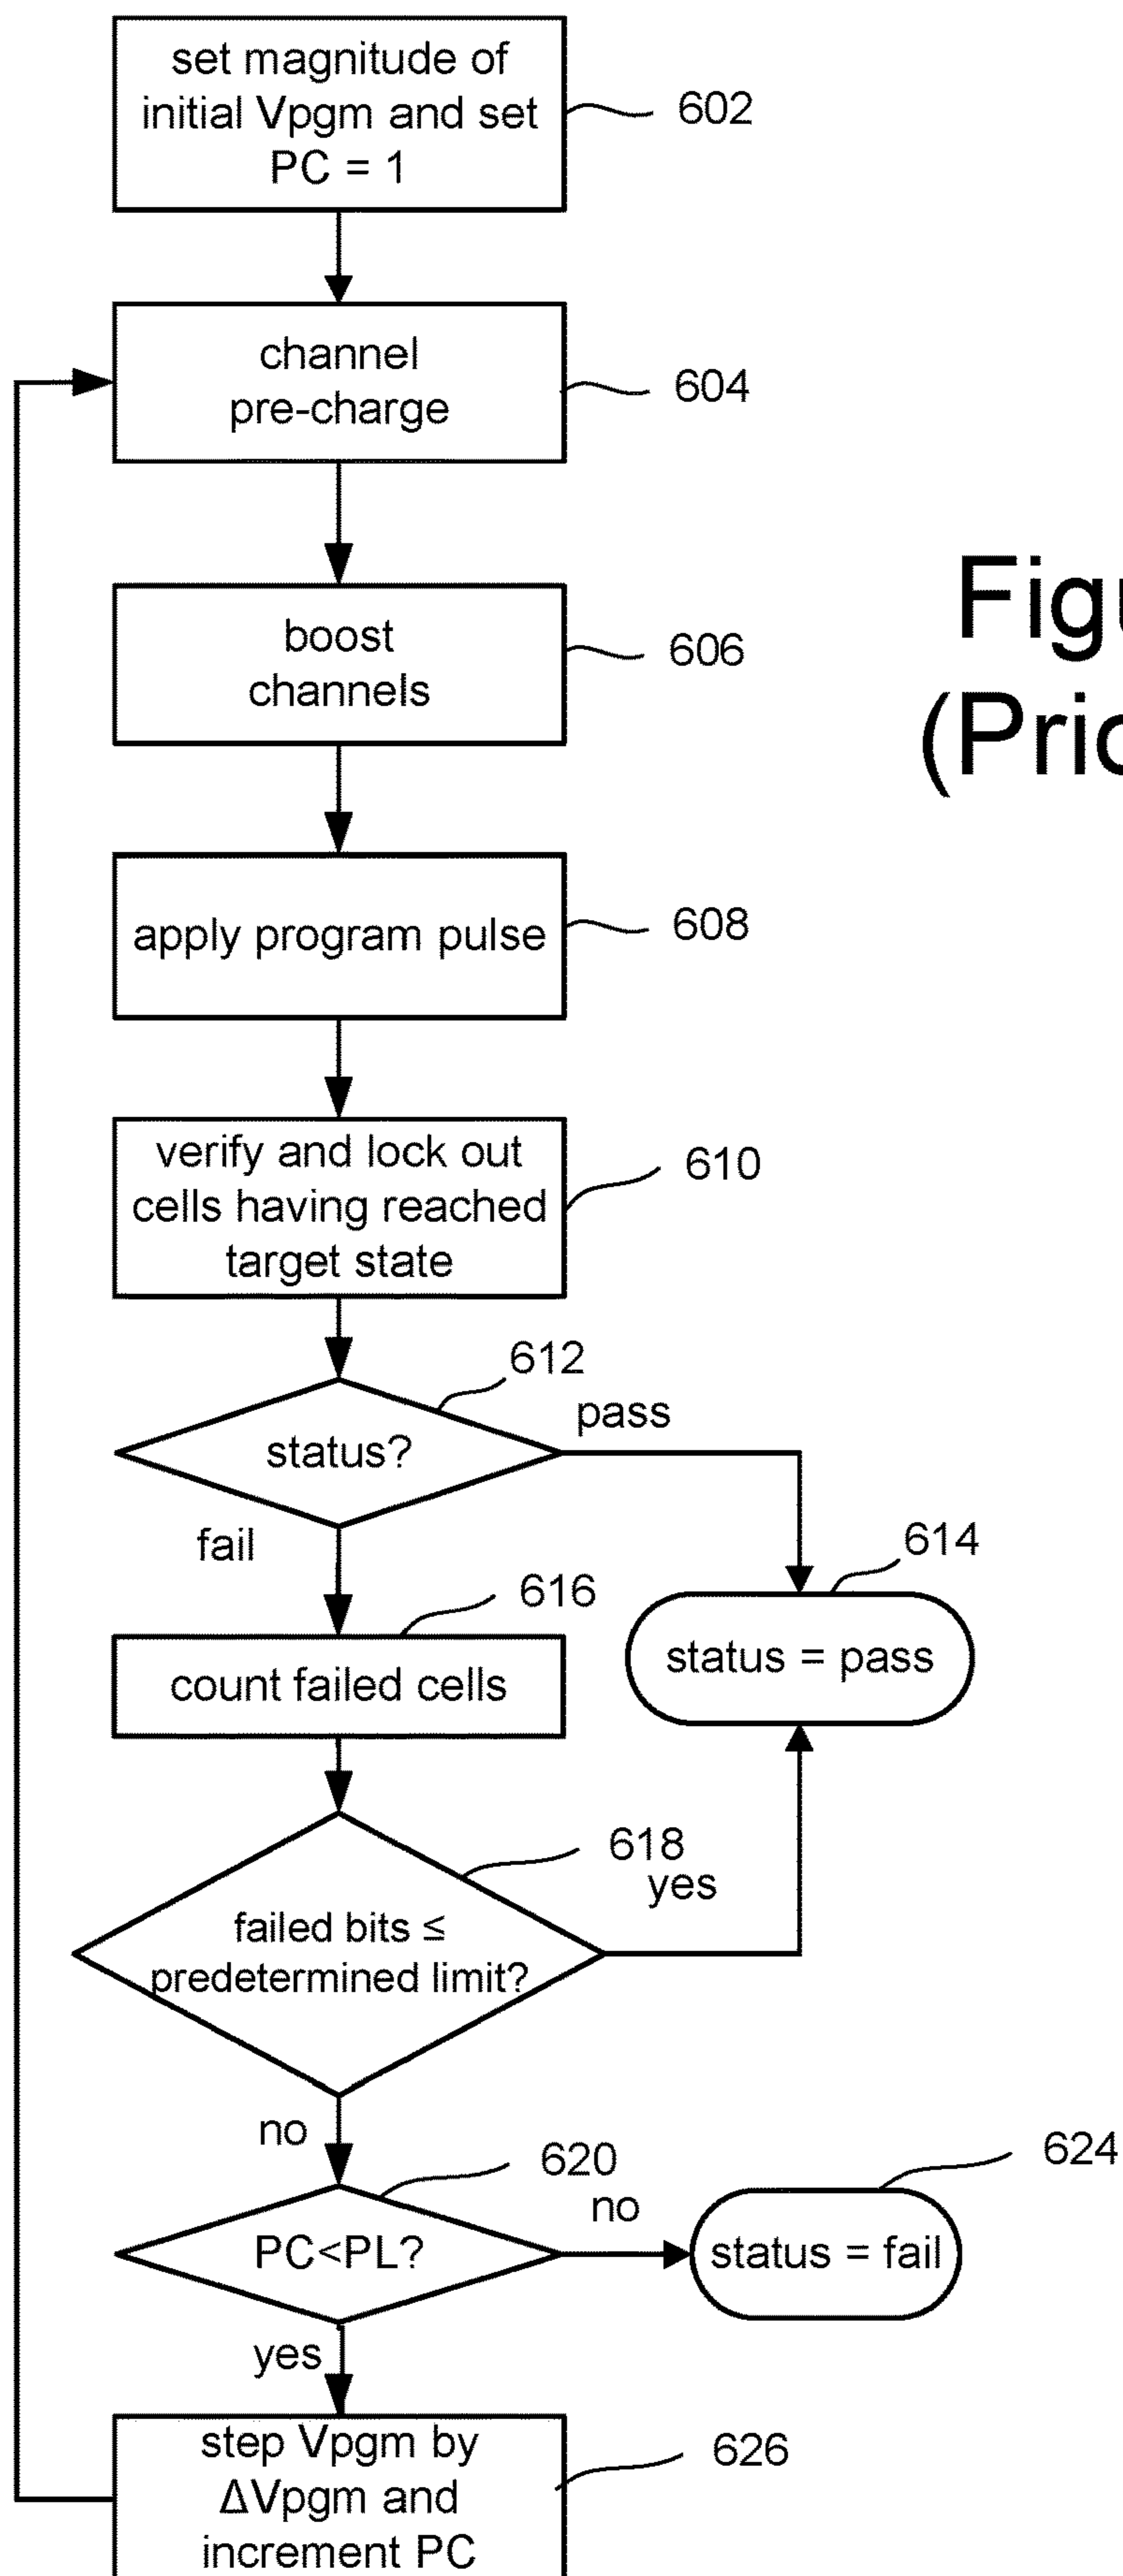 set magnitude of
initial Vpgm and set
PC = 1
602
channel
pre-charge
604
boost
channels
606
apply program pulse
608
verify and lock out
cells having reached
target state
610
612
status?
pass
fail
614
status = pass
616
count failed cells
618
failed bits ≤
predetermined limit?
yes
no
620
PC<PL?
no
624
status = fail
yes
step Vpgm by
ΔVpgm and
increment PC
626